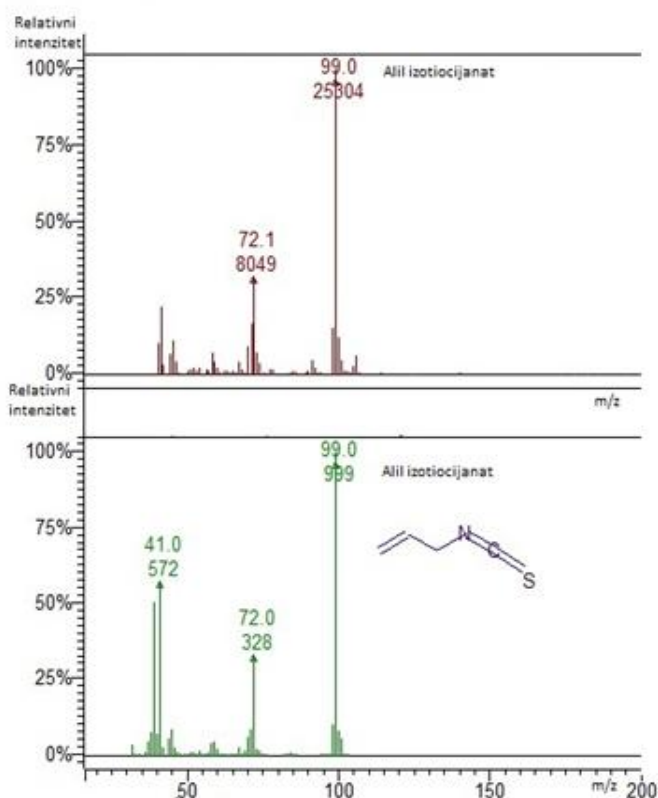 Relativni
intenzitet
100%
99.0
25304
Alil izotiocijanat
75%
50%
72.1
8049
25%
0%
Relativni
intenzitet
m/z
100%
99.0
999
Alil izotiocijanat
75%
41.0
572
N
C
S
50%
72.0
328
25%
0%
50
100
150
m/z
200